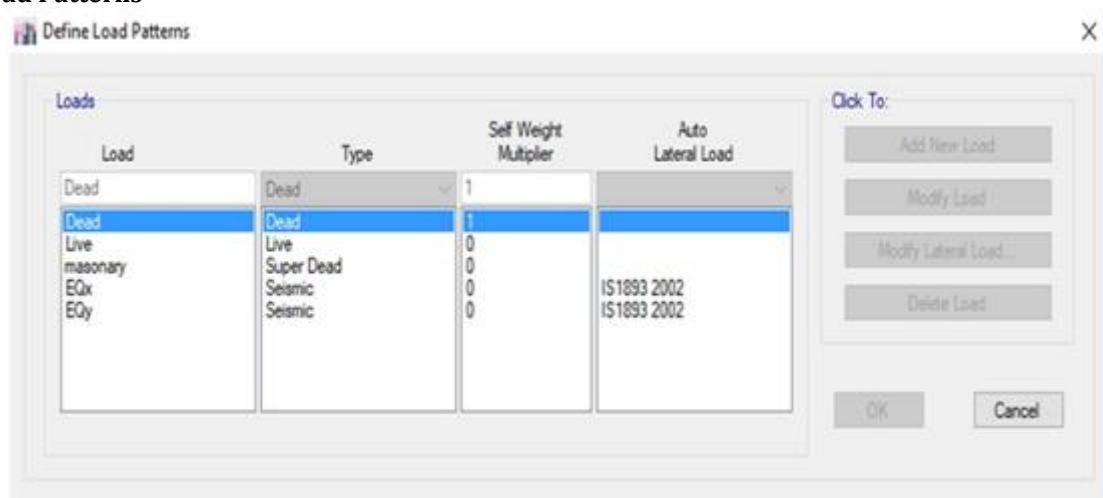 Define Load Patterns
Loads
Load Type Self Weight Multiplier Auto Lateral Load
Dead Dead 1
Dead Dead 1
Live Live 0
masonary Super Dead 0
EQx Seismic 0 IS1893 2002
EQy Seismic 0 IS1893 2002
Click To:
Add New Load
Modify Load
Modify Lateral Load...
Delete Load
OK Cancel